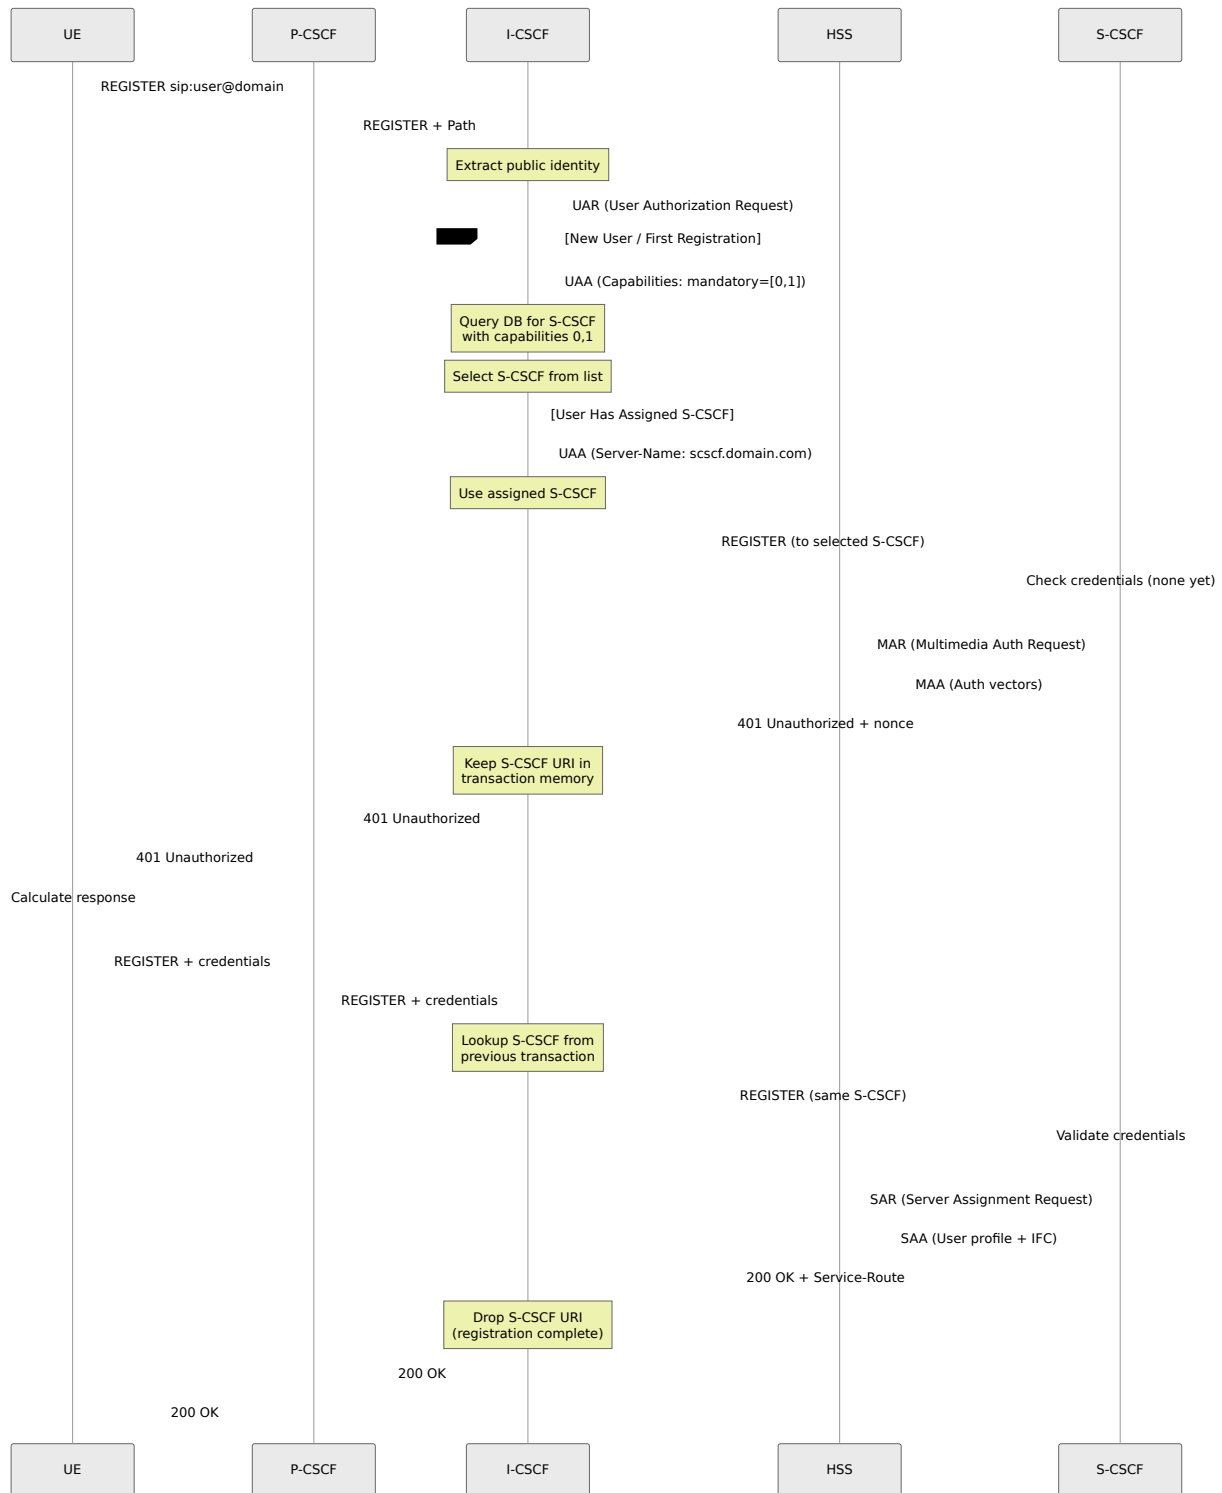 UE
P-CSCF
I-CSCF
HSS
S-CSCF
REGISTER sip:user@domain
REGISTER + Path
Extract public identity
UAR (User Authorization Request)
[New User / First Registration]
UAA (Capabilities: mandatory=[0,1])
Query DB for S-CSCF
with capabilities 0,1
Select S-CSCF from list
[User Has Assigned S-CSCF]
UAA (Server-Name: scscf.domain.com)
Use assigned S-CSCF
REGISTER (to selected S-CSCF)
Check credentials (none yet)
MAR (Multimedia Auth Request)
MAA (Auth vectors)
401 Unauthorized + nonce
Keep S-CSCF URI in
transaction memory
401 Unauthorized
401 Unauthorized
Calculate response
REGISTER + credentials
REGISTER + credentials
Lookup S-CSCF from
previous transaction
REGISTER (same S-CSCF)
Validate credentials
SAR (Server Assignment Request)
SAA (User profile + IFC)
200 OK + Service-Route
Drop S-CSCF URI
(registration complete)
200 OK
200 OK
UE
P-CSCF
I-CSCF
HSS
S-CSCF